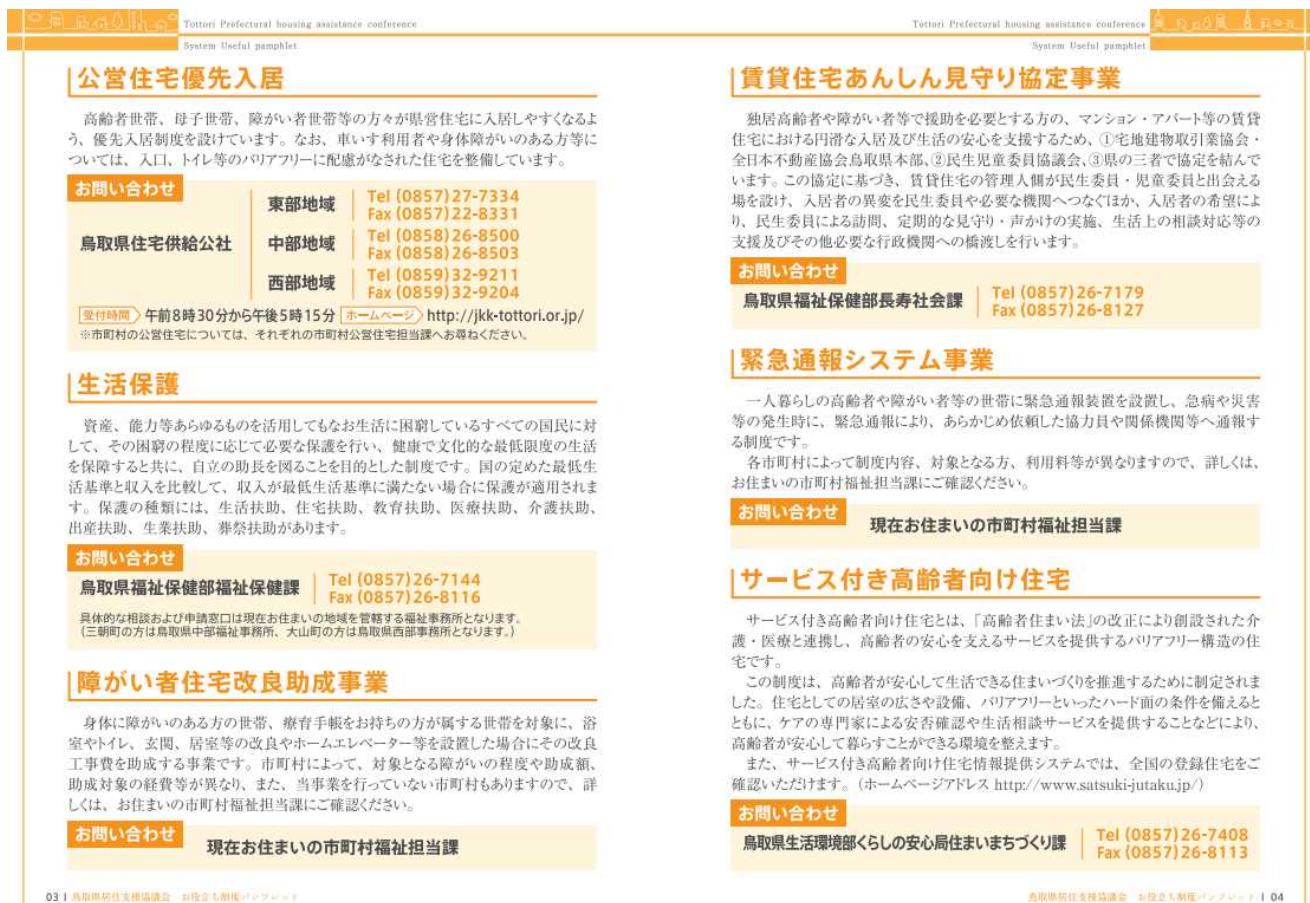 Tottori Prefectural housing assistance conference
System Useful pamphlet
公営住宅優先入居
高齢者世帯、母子世帯、障がい者世帯等の方々が県営住宅に入居しやすくなるよ
う、優先入居制度を設けています。なお、車いす利用者や身体障がいのある方等に
ついては、入口、トイレ等のバリアフリーに配慮がなされた住宅を整備しています。
お問い合わせ
鳥取県住宅供給公社
東部地域
Tel (0857)27-7334
Fax (0857)22-8331
中部地域
Tel (0858)26-8500
Fax (0858)26-8503
西部地域
Tel (0859)32-9211
Fax (0859)32-9204
受付時間 午前8時30分から午後5時15分 ホームページ http://jkk-tottori.or.jp/
※市町村の公営住宅については、それぞれの市町村公営住宅担当課へお尋ねください。
生活保護
資産、能力等あらゆるものを活用してもなお生活に困窮しているすべての国民に対
して、その困窮の程度に応じて必要な保護を行い、健康で文化的な最低限度の生活
を保障すると共に、自立の助長を図ることを目的とした制度です。国の定めた最低生
活基準と収入を比較して、収入が最低生活基準に満たない場合に保護が適用されま
す。保護の種類には、生活扶助、住宅扶助、教育扶助、医療扶助、介護扶助、
出産扶助、生業扶助、葬祭扶助があります。
お問い合わせ
鳥取県福祉保健部福祉保健課
Tel (0857)26-7144
Fax (0857)26-8116
具体的な相談および申請窓口は現在お住まいの地域を管轄する福祉事務所となります。
（三朝町の方は鳥取県中部福祉事務所、大山町の方は鳥取県西部事務所となります。）
障がい者住宅改良助成事業
身体に障がいのある方の世帯、療育手帳をお持ちの方が属する世帯を対象に、浴
室やトイレ、玄関、居室等の改良やホームエレベーター等を設置した場合にその改良
工事費を助成する事業です。市町村によって、対象となる障がいの程度や助成額、
助成対象の経費等が異なり、また、当事業を行っていない市町村もありますので、詳
しくは、お住まいの市町村福祉担当課にご確認ください。
お問い合わせ
現在お住まいの市町村福祉担当課
03 | 鳥取県居住支援協議会 お役立ち制度パンフレット
Tottori Prefectural housing assistance conference
System Useful pamphlet
賃貸住宅あんしん見守り協定事業
独居高齢者や障がい者等で援助を必要とする方の、マンション・アパート等の賃貸
住宅における円滑な入居及び生活の安心を支援するため、①宅地建物取引業協会・
全日本不動産協会鳥取県本部、②民生児童委員協議会、③県の三者で協定を結んで
います。この協定に基づき、賃貸住宅の管理人側が民生委員・児童委員と出会える
場を設け、入居者の異変を民生委員や必要な機関へつなぐほか、入居者の希望によ
り、民生委員による訪問、定期的な見守り・声かけの実施、生活上の相談対応等の
支援及びその他必要な行政機関への橋渡しを行います。
お問い合わせ
鳥取県福祉保健部長寿社会課
Tel (0857)26-7179
Fax (0857)26-8127
緊急通報システム事業
一人暮らしの高齢者や障がい者等の世帯に緊急通報装置を設置し、急病や災害
等の発生時に、緊急通報により、あらかじめ依頼した協力員や関係機関等へ通報す
る制度です。
各市町村によって制度内容、対象となる方、利用料等が異なりますので、詳しくは、
お住まいの市町村福祉担当課にご確認ください。
お問い合わせ
現在お住まいの市町村福祉担当課
サービス付き高齢者向け住宅
サービス付き高齢者向け住宅とは、「高齢者住まい法」の改正により創設された介
護・医療と連携し、高齢者の安心を支えるサービスを提供するバリアフリー構造の住
宅です。
この制度は、高齢者が安心して生活できる住まいづくりを推進するために制定されま
した。住宅としての居室の広さや設備、バリアフリーといったハード面の条件を備えると
ともに、ケアの専門家による安否確認や生活相談サービスを提供することなどにより、
高齢者が安心して暮らすことができる環境を整えます。
また、サービス付き高齢者向け住宅情報提供システムでは、全国の登録住宅をご
確認いただけます。（ホームページアドレス http://www.satsuki-jutaku.jp/）
お問い合わせ
鳥取県生活環境部くらしの安心局住まいまちづくり課
Tel (0857)26-7408
Fax (0857)26-8113
鳥取県居住支援協議会 お役立ち制度パンフレット | 04